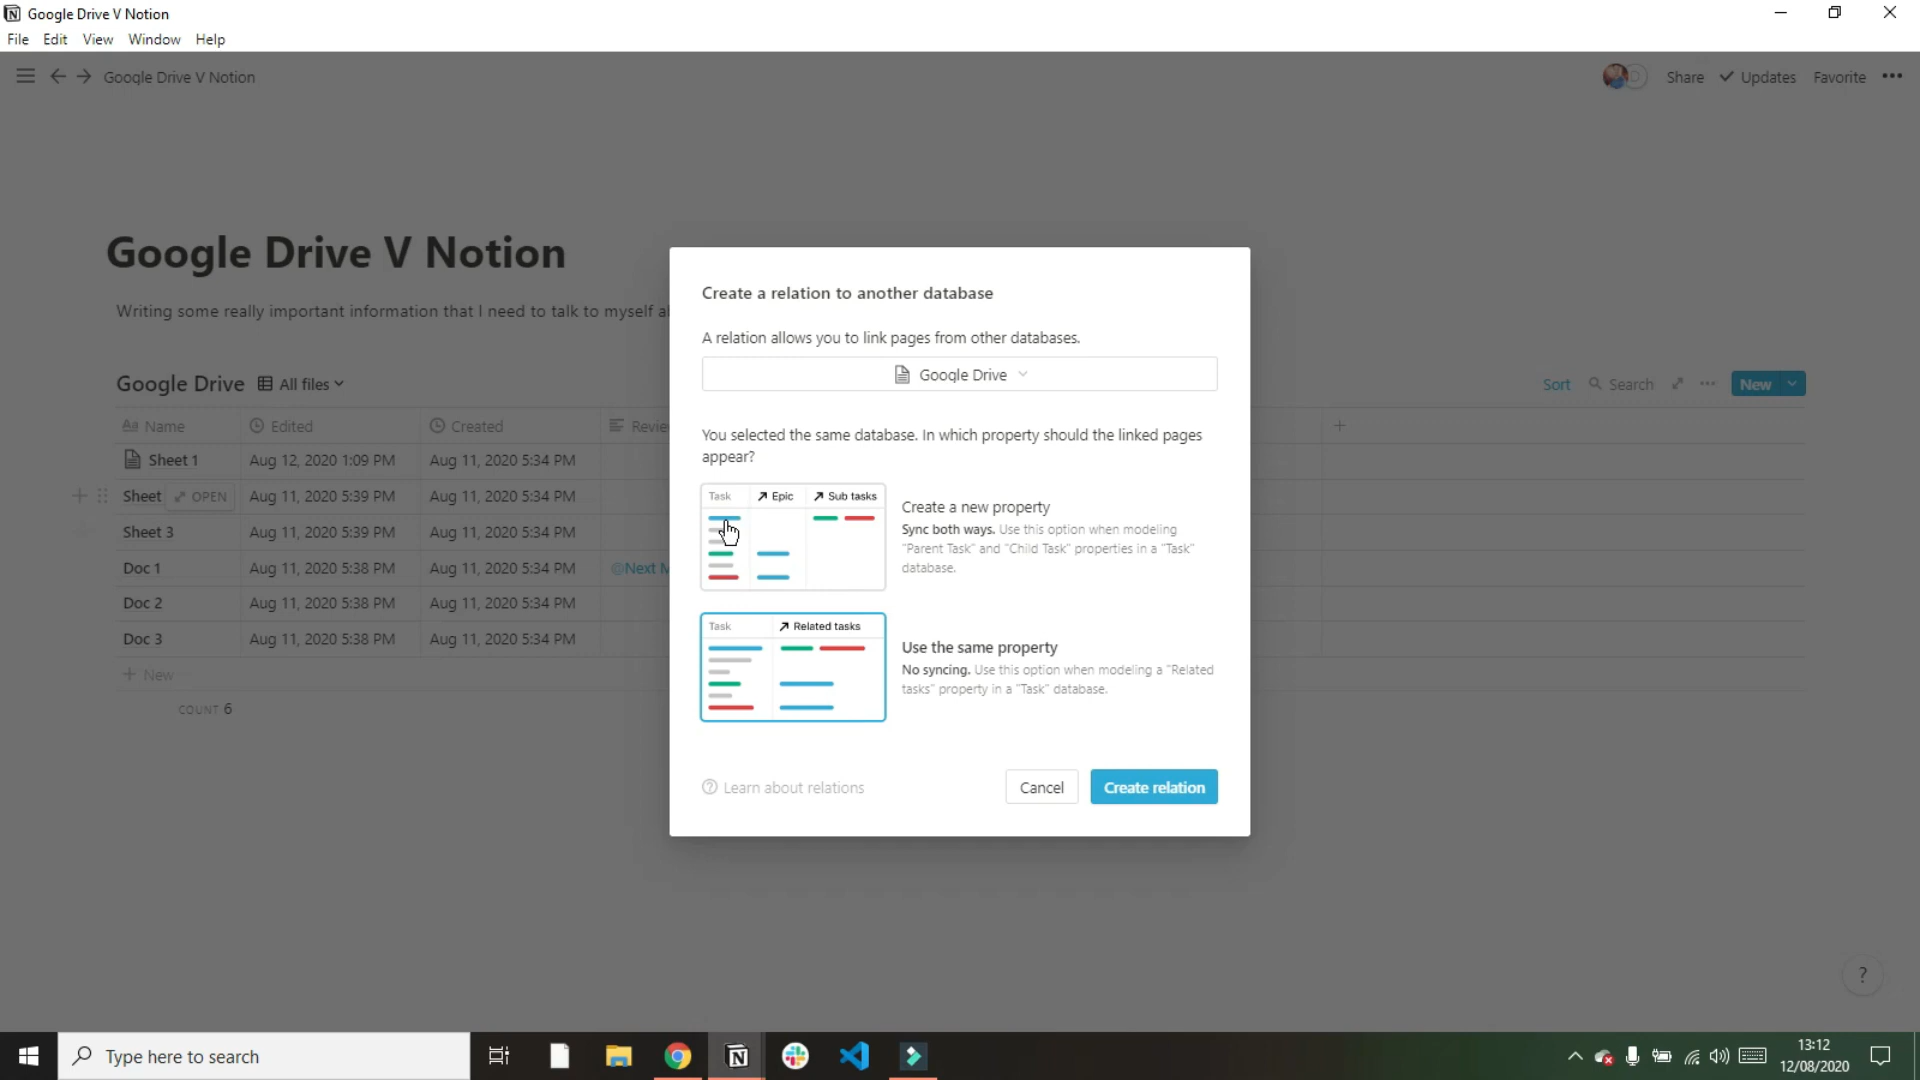 Google Drive V Notion
File Edit View Window Help
Google Drive V Notion
Share Updates Favorite •••
Google Drive V Notion
Writing some really important information that I need to talk to myself a
Google Drive All files
Sort Search ••• New
Aa Name Edited Created Revie
Sheet 1 Aug 12, 2020 1:09 PM Aug 11, 2020 5:34 PM
Sheet OPEN Aug 11, 2020 5:39 PM Aug 11, 2020 5:34 PM
Sheet 3 Aug 11, 2020 5:39 PM Aug 11, 2020 5:34 PM
Doc 1 Aug 11, 2020 5:38 PM Aug 11, 2020 5:34 PM @Next M
Doc 2 Aug 11, 2020 5:38 PM Aug 11, 2020 5:34 PM
Doc 3 Aug 11, 2020 5:38 PM Aug 11, 2020 5:34 PM
+ New
COUNT 6
Create a relation to another database
A relation allows you to link pages from other databases.
Google Drive
You selected the same database. In which property should the linked pages
appear?
Task Epic Sub tasks
Create a new property
Sync both ways. Use this option when modeling
"Parent Task" and "Child Task" properties in a "Task"
database.
Task Related tasks
Use the same property
No syncing. Use this option when modeling a "Related
tasks" property in a "Task" database.
Learn about relations Cancel Create relation
?
Type here to search
13:12
12/08/2020